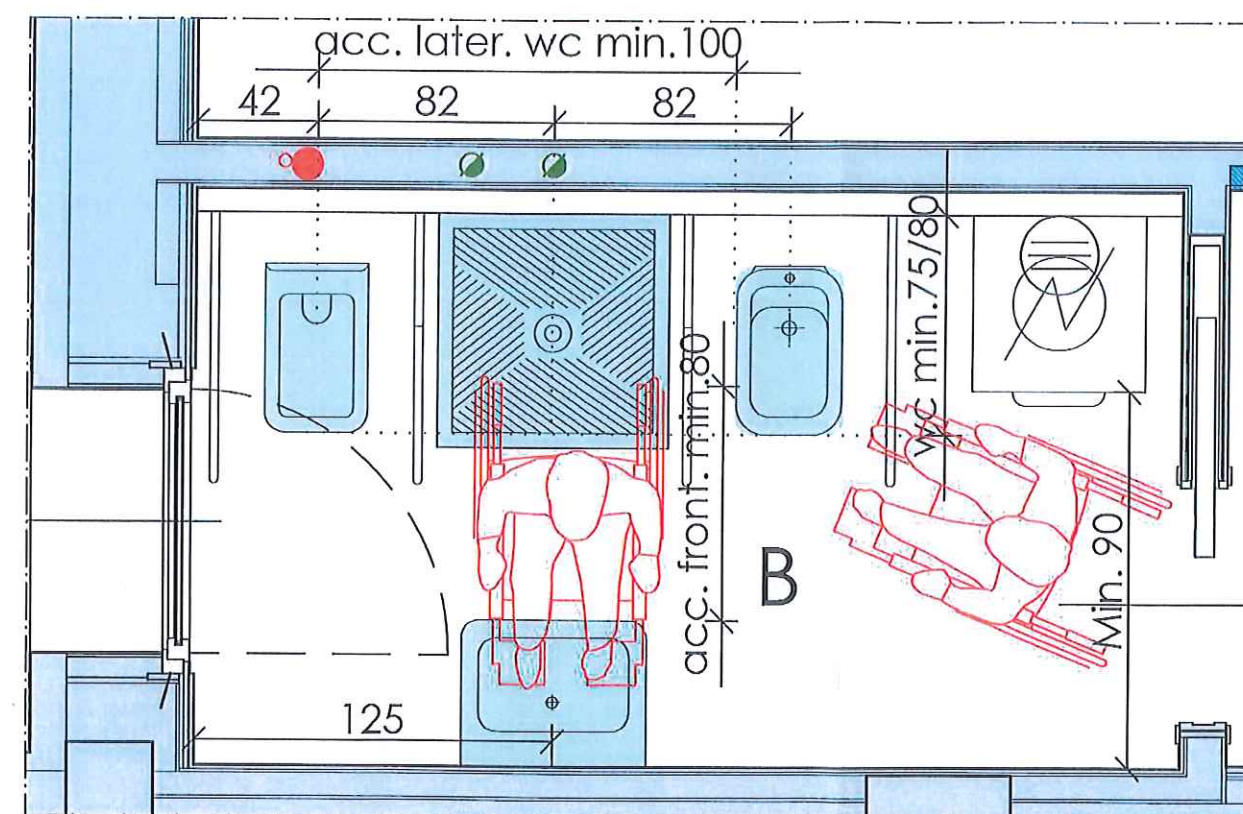 acc. later. wc min.100
42
82
82
wc min.75/80
acc. front. min.80
B
Min. 90
125